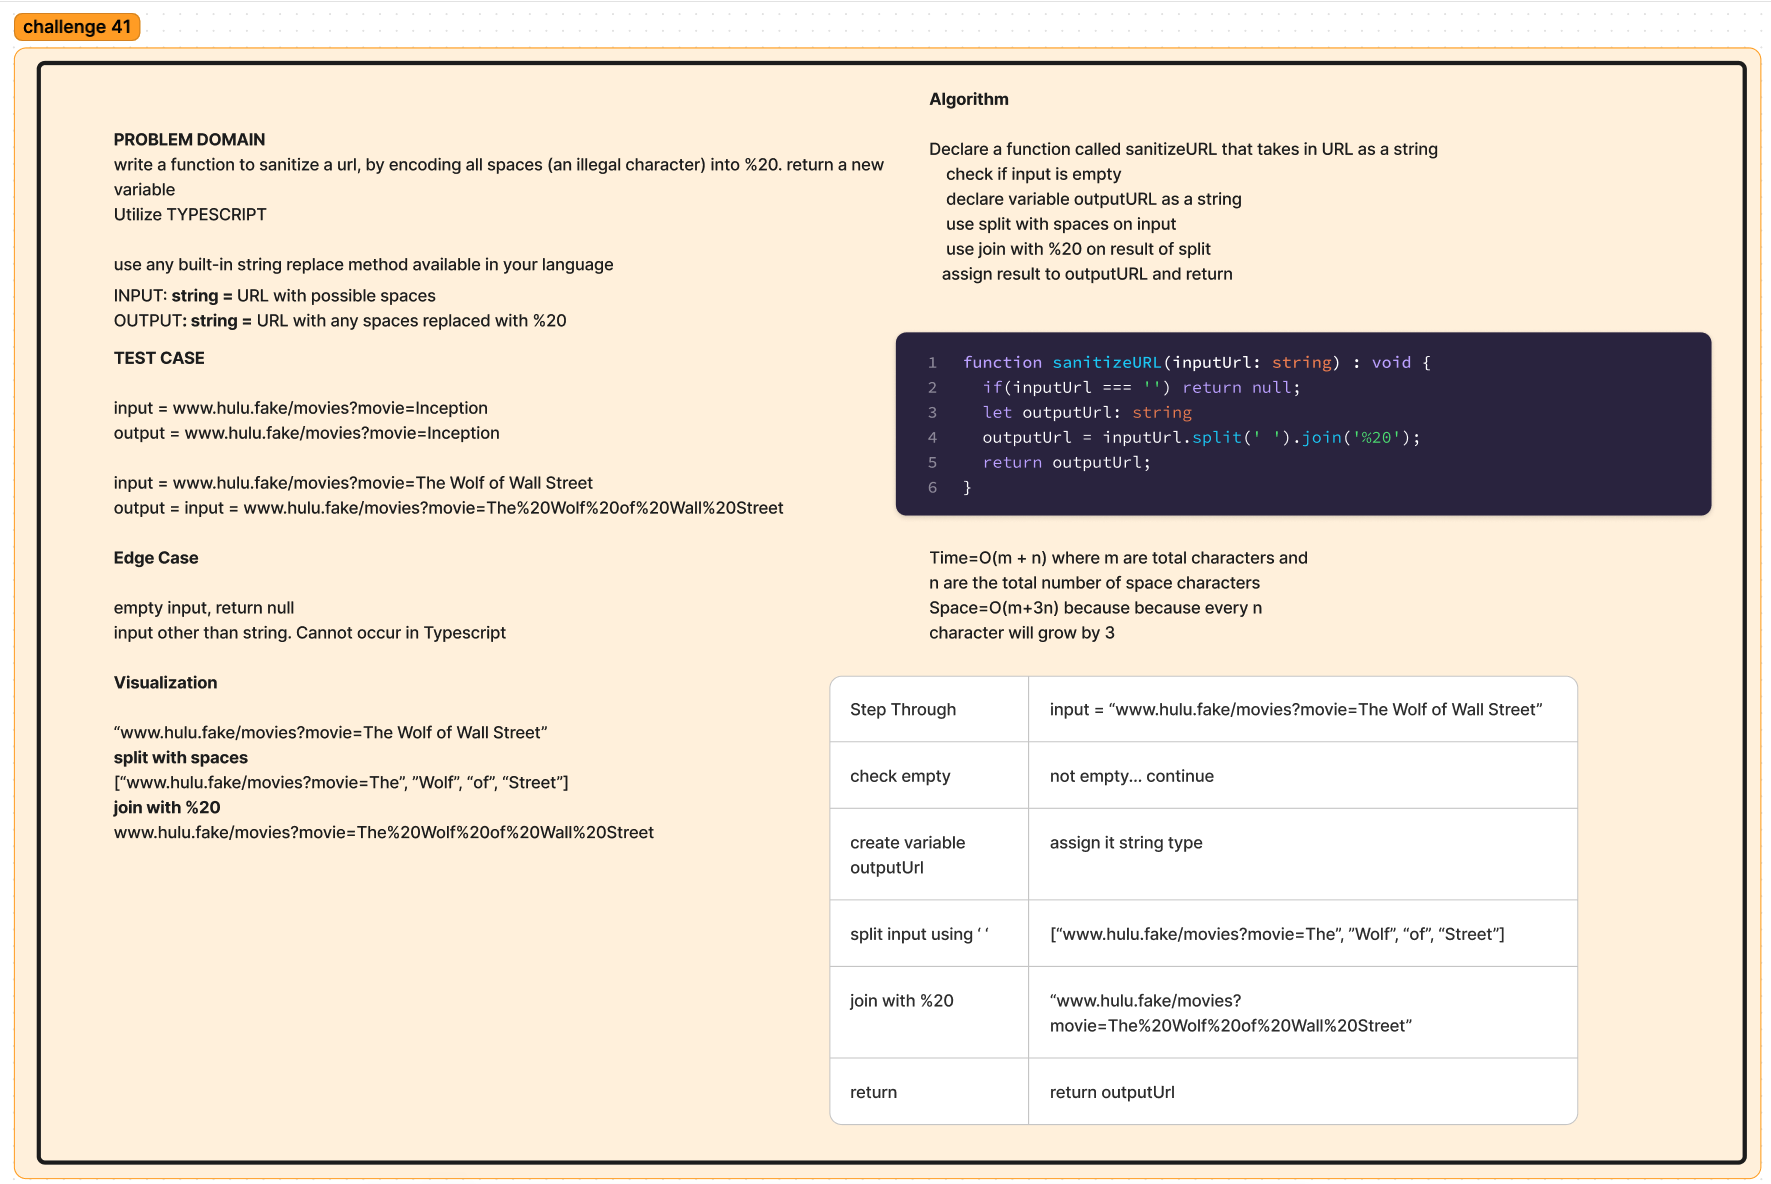 challenge 41
PROBLEM DOMAIN
write a function to sanitize a url, by encoding all spaces (an illegal character) into %20. return a new
variable
Utilize TYPESCRIPT
use any built-in string replace method available in your language
INPUT: string = URL with possible spaces
OUTPUT: string = URL with any spaces replaced with %20
TEST CASE
input = www.hulu.fake/movies?movie=Inception
output = www.hulu.fake/movies?movie=Inception
input = www.hulu.fake/movies?movie=The Wolf of Wall Street
output = input = www.hulu.fake/movies?movie=The%20Wolf%20of%20Wall%20Street
Edge Case
empty input, return null
input other than string. Cannot occur in Typescript
Visualization
“www.hulu.fake/movies?movie=The Wolf of Wall Street”
split with spaces
[“www.hulu.fake/movies?movie=The”, ”Wolf”, “of”, “Street”]
join with %20
www.hulu.fake/movies?movie=The%20Wolf%20of%20Wall%20Street
Algorithm
Declare a function called sanitizeURL that takes in URL as a string
check if input is empty
declare variable outputURL as a string
use split with spaces on input
use join with %20 on result of split
assign result to outputURL and return
1 function sanitizeURL(inputUrl: string) : void {
2 if(inputUrl === '') return null;
3 let outputUrl: string
4 outputUrl = inputUrl.split(' ').join('%20');
5 return outputUrl;
6 }
Time=O(m + n) where m are total characters and
n are the total number of space characters
Space=O(m+3n) because because every n
character will grow by 3
Step Through
input = “www.hulu.fake/movies?movie=The Wolf of Wall Street”
check empty
not empty... continue
create variable
outputUrl
assign it string type
split input using ‘ ‘
[“www.hulu.fake/movies?movie=The”, ”Wolf”, “of”, “Street”]
join with %20
“www.hulu.fake/movies?
movie=The%20Wolf%20of%20Wall%20Street”
return
return outputUrl